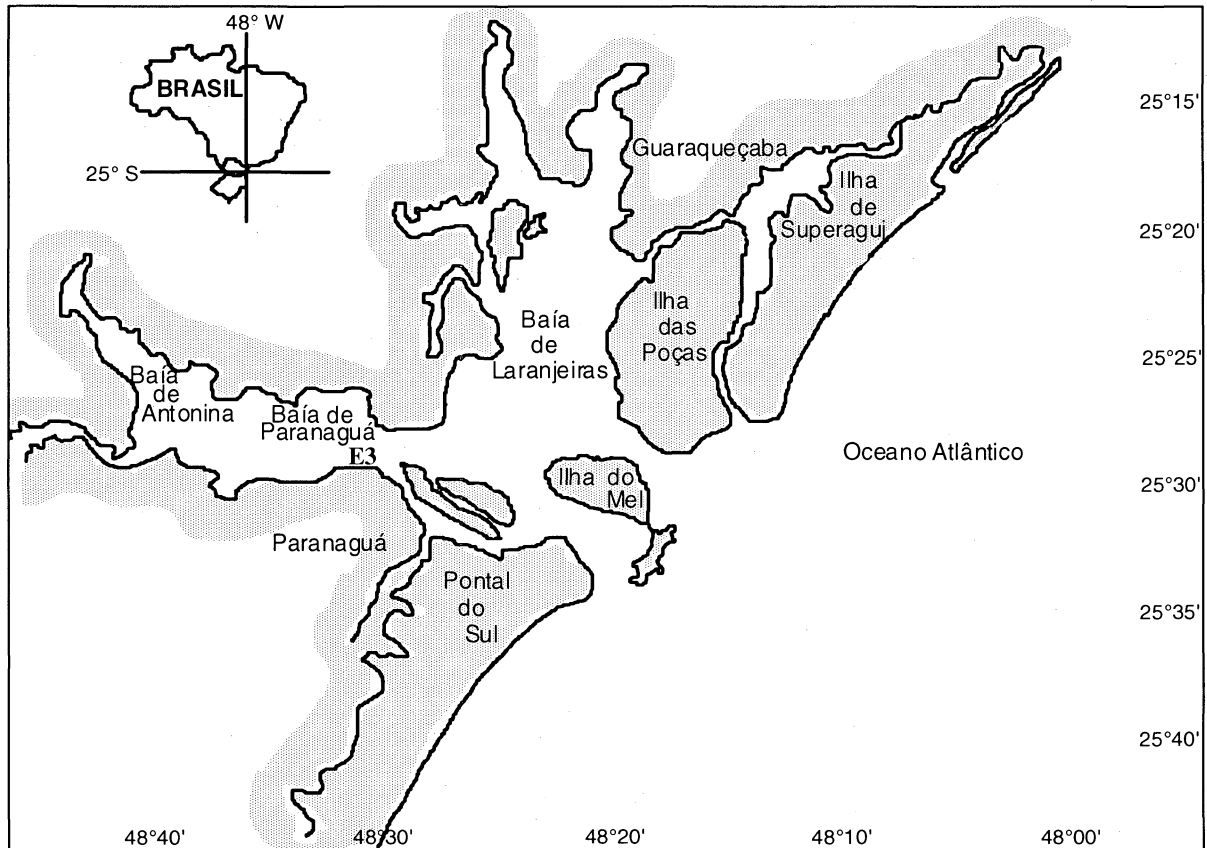 48° W
BRASIL
25° S
Guaraqueçaba
Ilha
de
Superagui
25°15'
25°20'
25°25'
25°30'
25°35'
25°40'
Ilha
das
Poças
Baía
de
Laranjeiras
Baía
de
Antonina
Baía de
Paranaguá
E3
Oceano Atlântico
Ilha do
Mel
Paranaguá
Pontal
do
Sul
48°40'
48°30'
48°20'
48°10'
48°00'